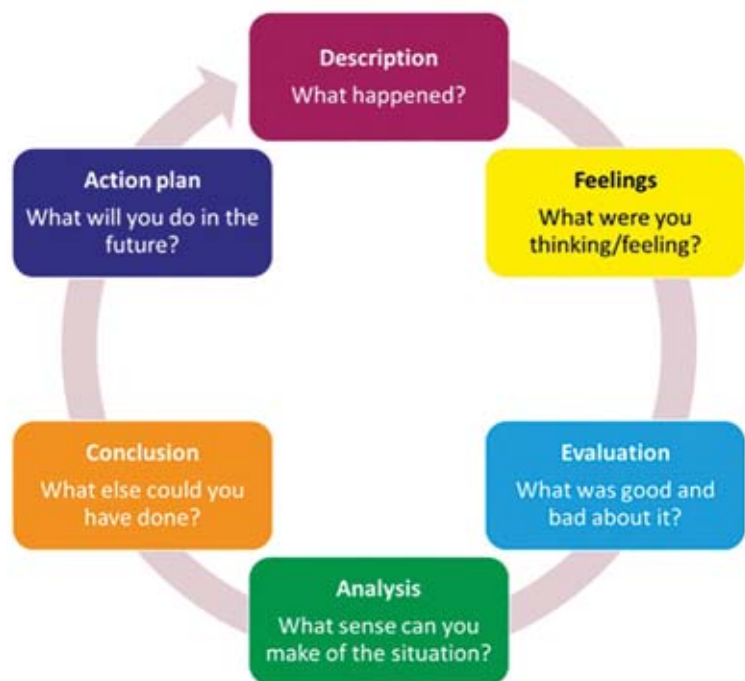 Description
What happened?
Feelings
What were you
thinking/feeling?
Evaluation
What was good and
bad about it?
Analysis
What sense can you
make of the situation?
Conclusion
What else could you
have done?
Action plan
What will you do in the
future?